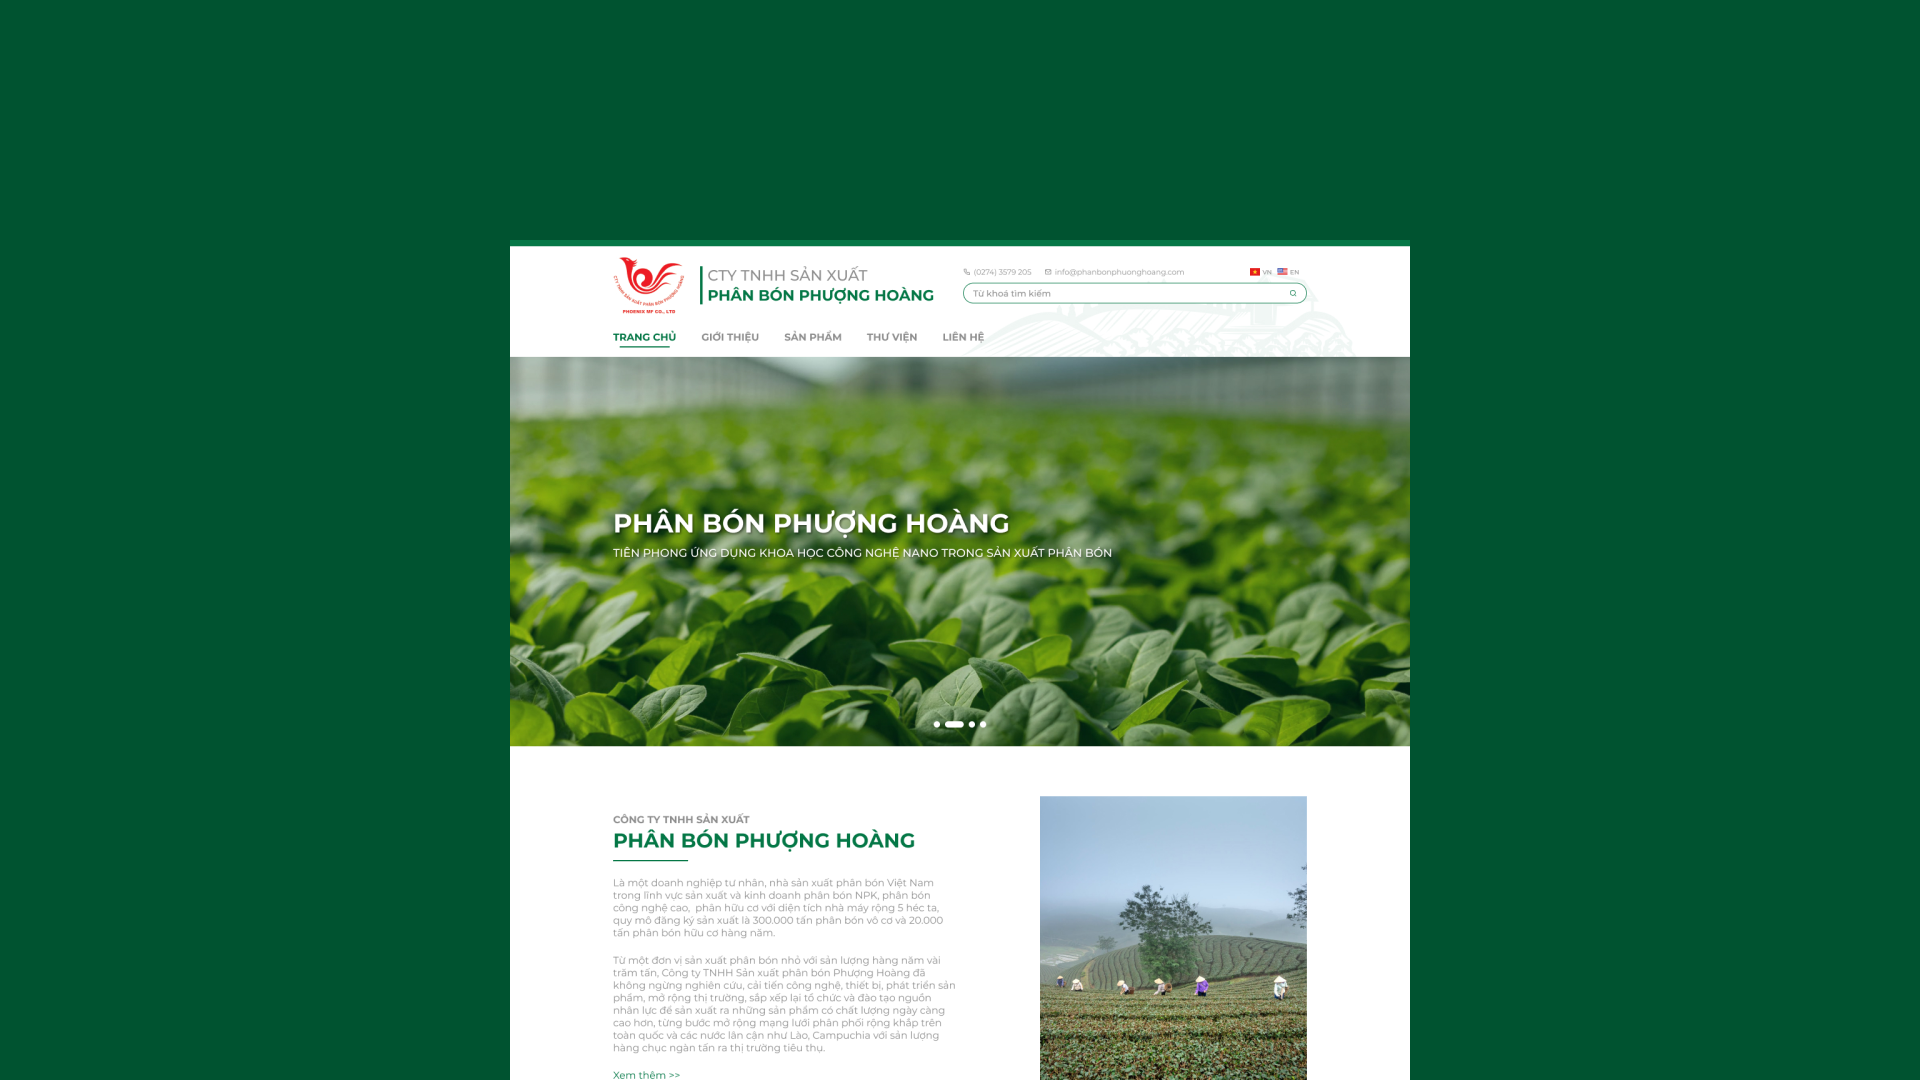 CTY TNHH SẢN XUẤT PHÂN BÓN PHƯỢNG HOÀNG
PHOENIX MF CO., LTD
CTY TNHH SẢN XUẤT
PHÂN BÓN PHƯỢNG HOÀNG
(0274) 3579 205
info@phanbonphuonghoang.com
VN
EN
Từ khoá tìm kiếm
TRANG CHỦ
GIỚI THIỆU
SẢN PHẨM
THƯ VIỆN
LIÊN HỆ
PHÂN BÓN PHƯỢNG HOÀNG
TIÊN PHONG ỨNG DỤNG KHOA HỌC CÔNG NGHỆ NANO TRONG SẢN XUẤT PHÂN BÓN
CÔNG TY TNHH SẢN XUẤT
PHÂN BÓN PHƯỢNG HOÀNG
Là một doanh nghiệp tư nhân, nhà sản xuất phân bón Việt Nam
trong lĩnh vực sản xuất và kinh doanh phân bón NPK, phân bón
công nghệ cao,  phân hữu cơ với diện tích nhà máy rộng 5 héc ta,
quy mô đăng ký sản xuất là 300.000 tấn phân bón vô cơ và 20.000
tấn phân bón hữu cơ hàng năm.
Từ một đơn vị sản xuất phân bón nhỏ với sản lượng hàng năm vài
trăm tấn, Công ty TNHH Sản xuất phân bón Phượng Hoàng đã
không ngừng nghiên cứu, cải tiến công nghệ, thiết bị, phát triển sản
phẩm, mở rộng thị trường, sắp xếp lại tổ chức và đào tạo nguồn
nhân lực để sản xuất ra những sản phẩm có chất lượng ngày càng
cao hơn, từng bước mở rộng mạng lưới phân phối rộng khắp trên
toàn quốc và các nước lân cận như Lào, Campuchia với sản lượng
hàng chục ngàn tấn ra thị trường tiêu thụ.
Xem thêm >>